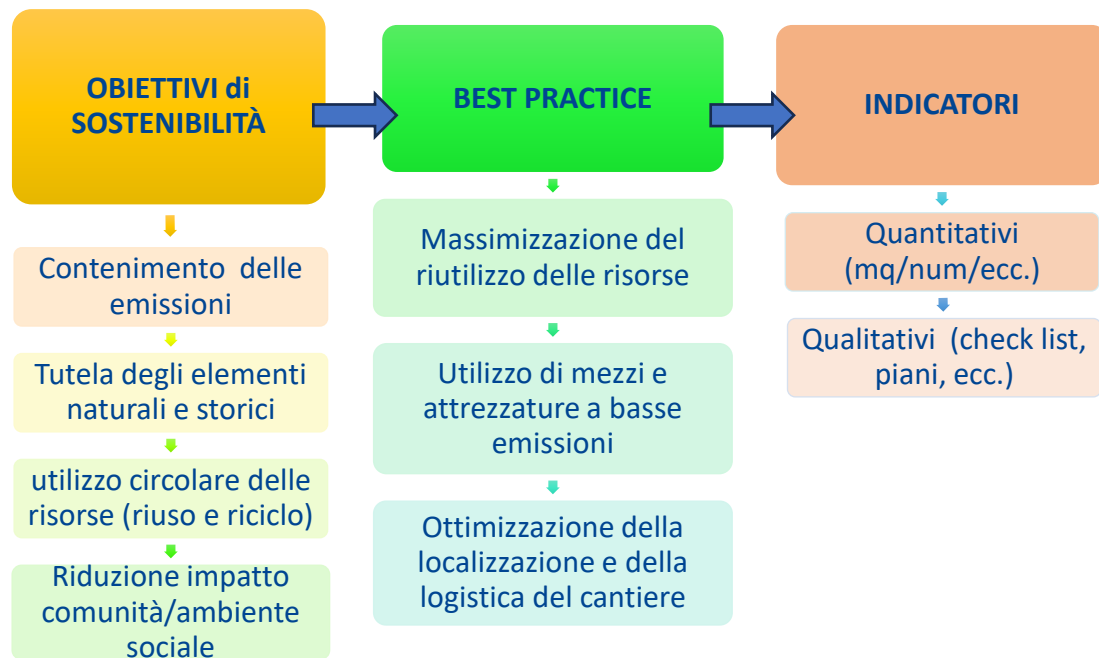 OBIETTIVI di
SOSTENIBILITÀ
Contenimento delle
emissioni
Tutela degli elementi
naturali e storici
utilizzo circolare delle
risorse (riuso e riciclo)
Riduzione impatto
comunità/ambiente
sociale
BEST PRACTICE
Massimizzazione del
riutilizzo delle risorse
Utilizzo di mezzi e
attrezzature a basse
emissioni
Ottimizzazione della
localizzazione e della
logistica del cantiere
INDICATORI
Quantitativi
(mq/num/ecc.)
Qualitativi (check list,
piani, ecc.)